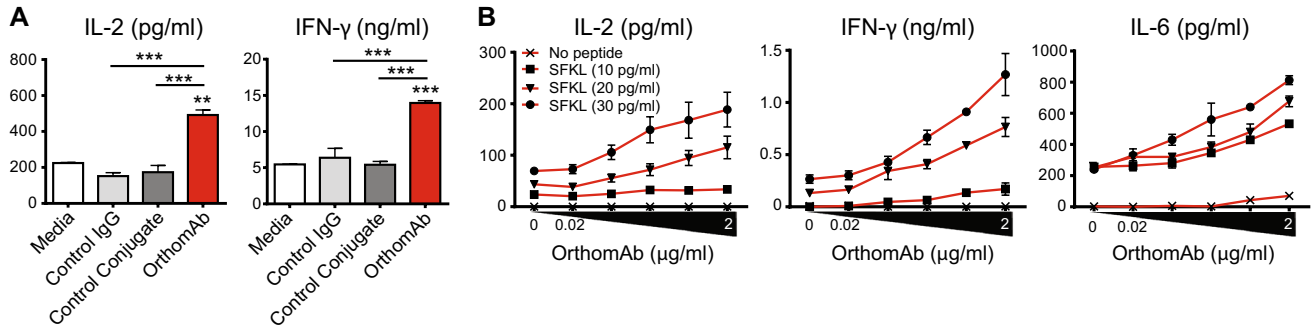 A
IL-2 (pg/ml)
800
600
400
200
0
***
***
**
Media
Control IgG
Control Conjugate
OrthomAb
IFN-γ (ng/ml)
20
15
10
5
0
***
***
***
Media
Control IgG
Control Conjugate
OrthomAb
B
IL-2 (pg/ml)
300
200
100
0
No peptide
SFKL (10 pg/ml)
SFKL (20 pg/ml)
SFKL (30 pg/ml)
0
0.02
2
OrthomAb (µg/ml)
IFN-γ (ng/ml)
1.5
1.0
0.5
0
0
0.02
2
OrthomAb (µg/ml)
IL-6 (pg/ml)
1000
800
600
400
200
0
0
0.02
2
OrthomAb (µg/ml)